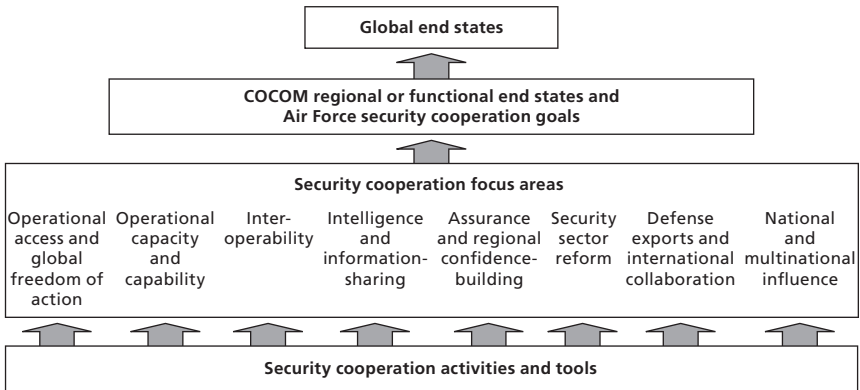 Global end states
COCOM regional or functional end states and
Air Force security cooperation goals
Security cooperation focus areas
Operational
access and
global
freedom of
action
Operational
capacity
and
capability
Inter-
operability
Intelligence
and
information-
sharing
Assurance
and regional
confidence-
building
Security
sector
reform
Defense
exports and
international
collaboration
National
and
multinational
influence
Security cooperation activities and tools